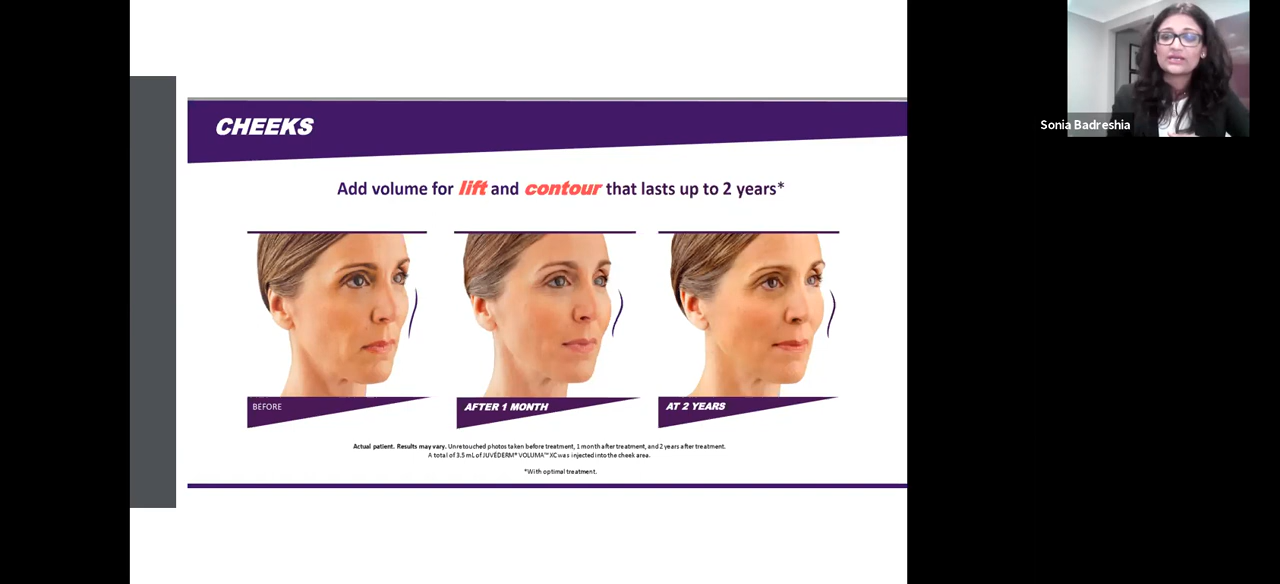 CHEEKS
Add volume for lift and contour that lasts up to 2 years*
BEFORE
AFTER 1 MONTH
AT 2 YEARS
Actual patient. Results may vary. Unretouched photos taken before treatment, 1 month after treatment, and 2 years after treatment.
A total of 3.5 mL of JUVÉDERM® VOLUMA™ XC was injected into the cheek area.
*With optimal treatment.
Sonia Badreshia